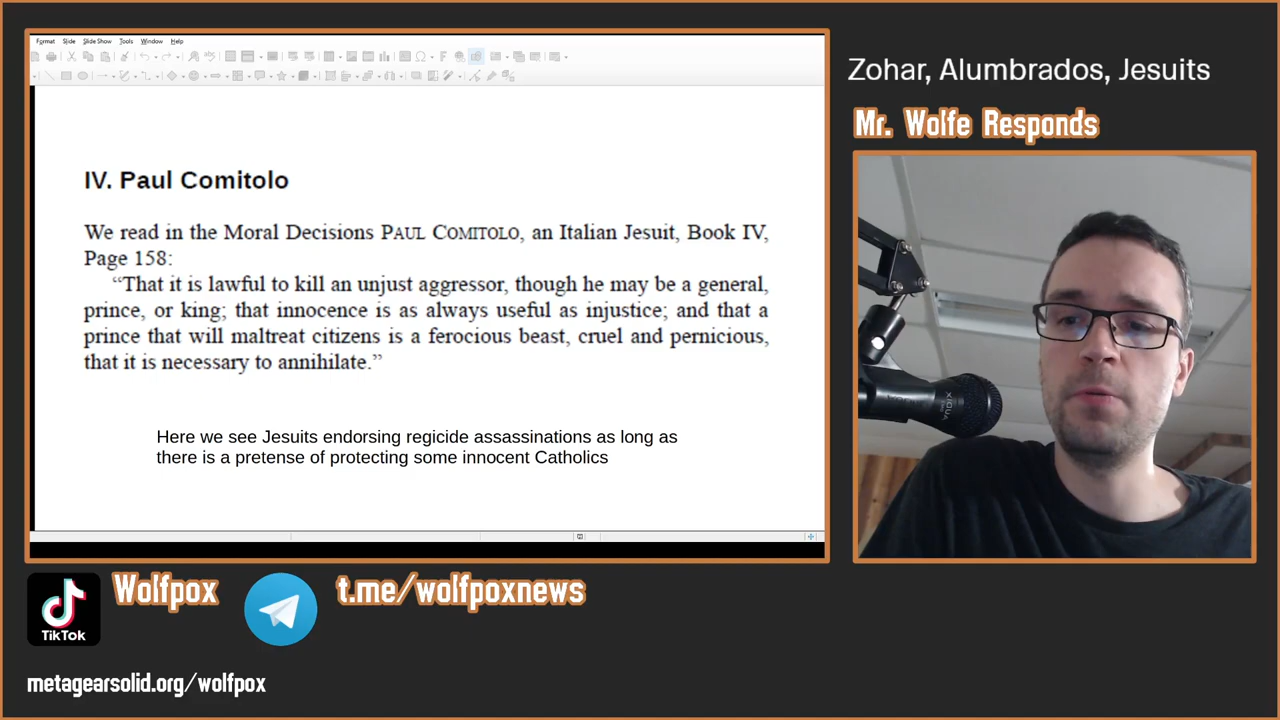 Format Slide Slide Show Tools Window Help
Zohar, Alumbrados, Jesuits
Mr. Wolfe Responds
IV. Paul Comitolo
We read in the Moral Decisions PAUL COMITOLO, an Italian Jesuit, Book IV,
Page 158:
“That it is lawful to kill an unjust aggressor, though he may be a general,
prince, or king; that innocence is as always useful as injustice; and that a
prince that will maltreat citizens is a ferocious beast, cruel and pernicious,
that it is necessary to annihilate.”
Here we see Jesuits endorsing regicide assassinations as long as
there is a pretense of protecting some innocent Catholics
TikTok
Wolfpox
t.me/wolfpoxnews
metagearsolid.org/wolfpox